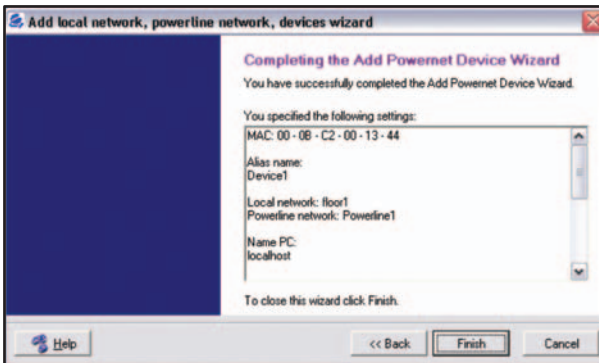 Add local network, powerline network, devices wizard
Completing the Add Powernet Device Wizard
You have successfully completed the Add Powernet Device Wizard.
You specified the following settings:
MAC: 00 - 0B - C2 - 00 - 13 - 44
Alias name:
Device1
Local network: floor1
Powerline network: Powerline1
Name PC:
localhost
To close this wizard click Finish.
Help
<< Back
Finish
Cancel